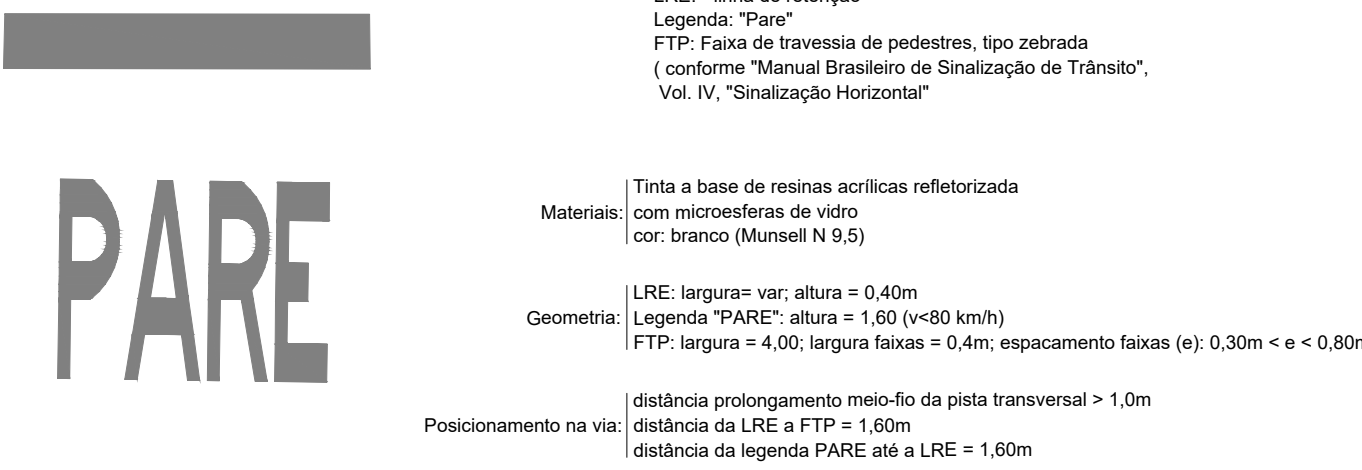 Legenda: "Pare"
FTP: Faixa de travessia de pedestres, tipo zebrada
( conforme "Manual Brasileiro de Sinalização de Trânsito",
Vol. IV, "Sinalização Horizontal"
PARE
Materiais:
Tinta a base de resinas acrílicas refletorizada
com microesferas de vidro
cor: branco (Munsell N 9,5)
Geometria:
LRE: largura= var; altura = 0,40m
Legenda "PARE": altura = 1,60 (v<80 km/h)
FTP: largura = 4,00; largura faixas = 0,4m; espacamento faixas (e): 0,30m < e < 0,80m
Posicionamento na via:
distância prolongamento meio-fio da pista transversal > 1,0m
distância da LRE a FTP = 1,60m
distância da legenda PARE até a LRE = 1,60m